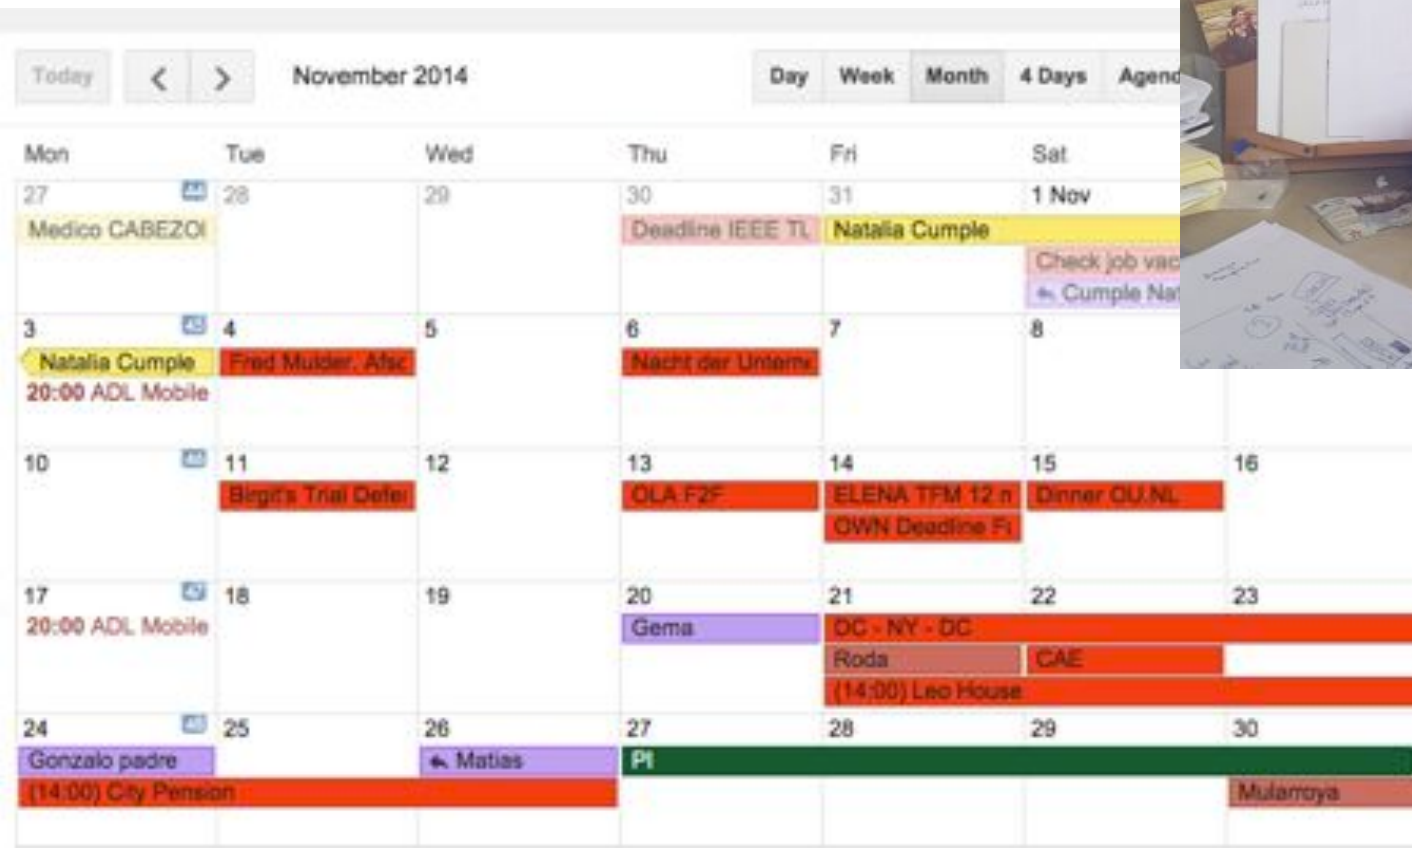 Today < > November 2014 Day Week Month 4 Days Agend
Mon Tue Wed Thu Fri Sat
27 28 29 30 31 1 Nov
Medico CABEZOI Deadline IEEE TL Natalia Cumple
Check job vac
Cumple Nat
3 4 5 6 7 8
Natalia Cumple Fred Mulder. Afsc Nacht der Unterne
20:00 ADL Mobile
10 11 12 13 14 15 16
Birgit's Trial Defer OLA F2F ELENA TFM 12 n Dinner OU.NL
OWN Deadline Fi
17 18 19 20 21 22 23
20:00 ADL Mobile Gema DC - NY - DC
Roda CAE
(14:00) Leo House
24 25 26 27 28 29 30
Gonzalo padre Matias PI
(14:00) City Pension Mularroya